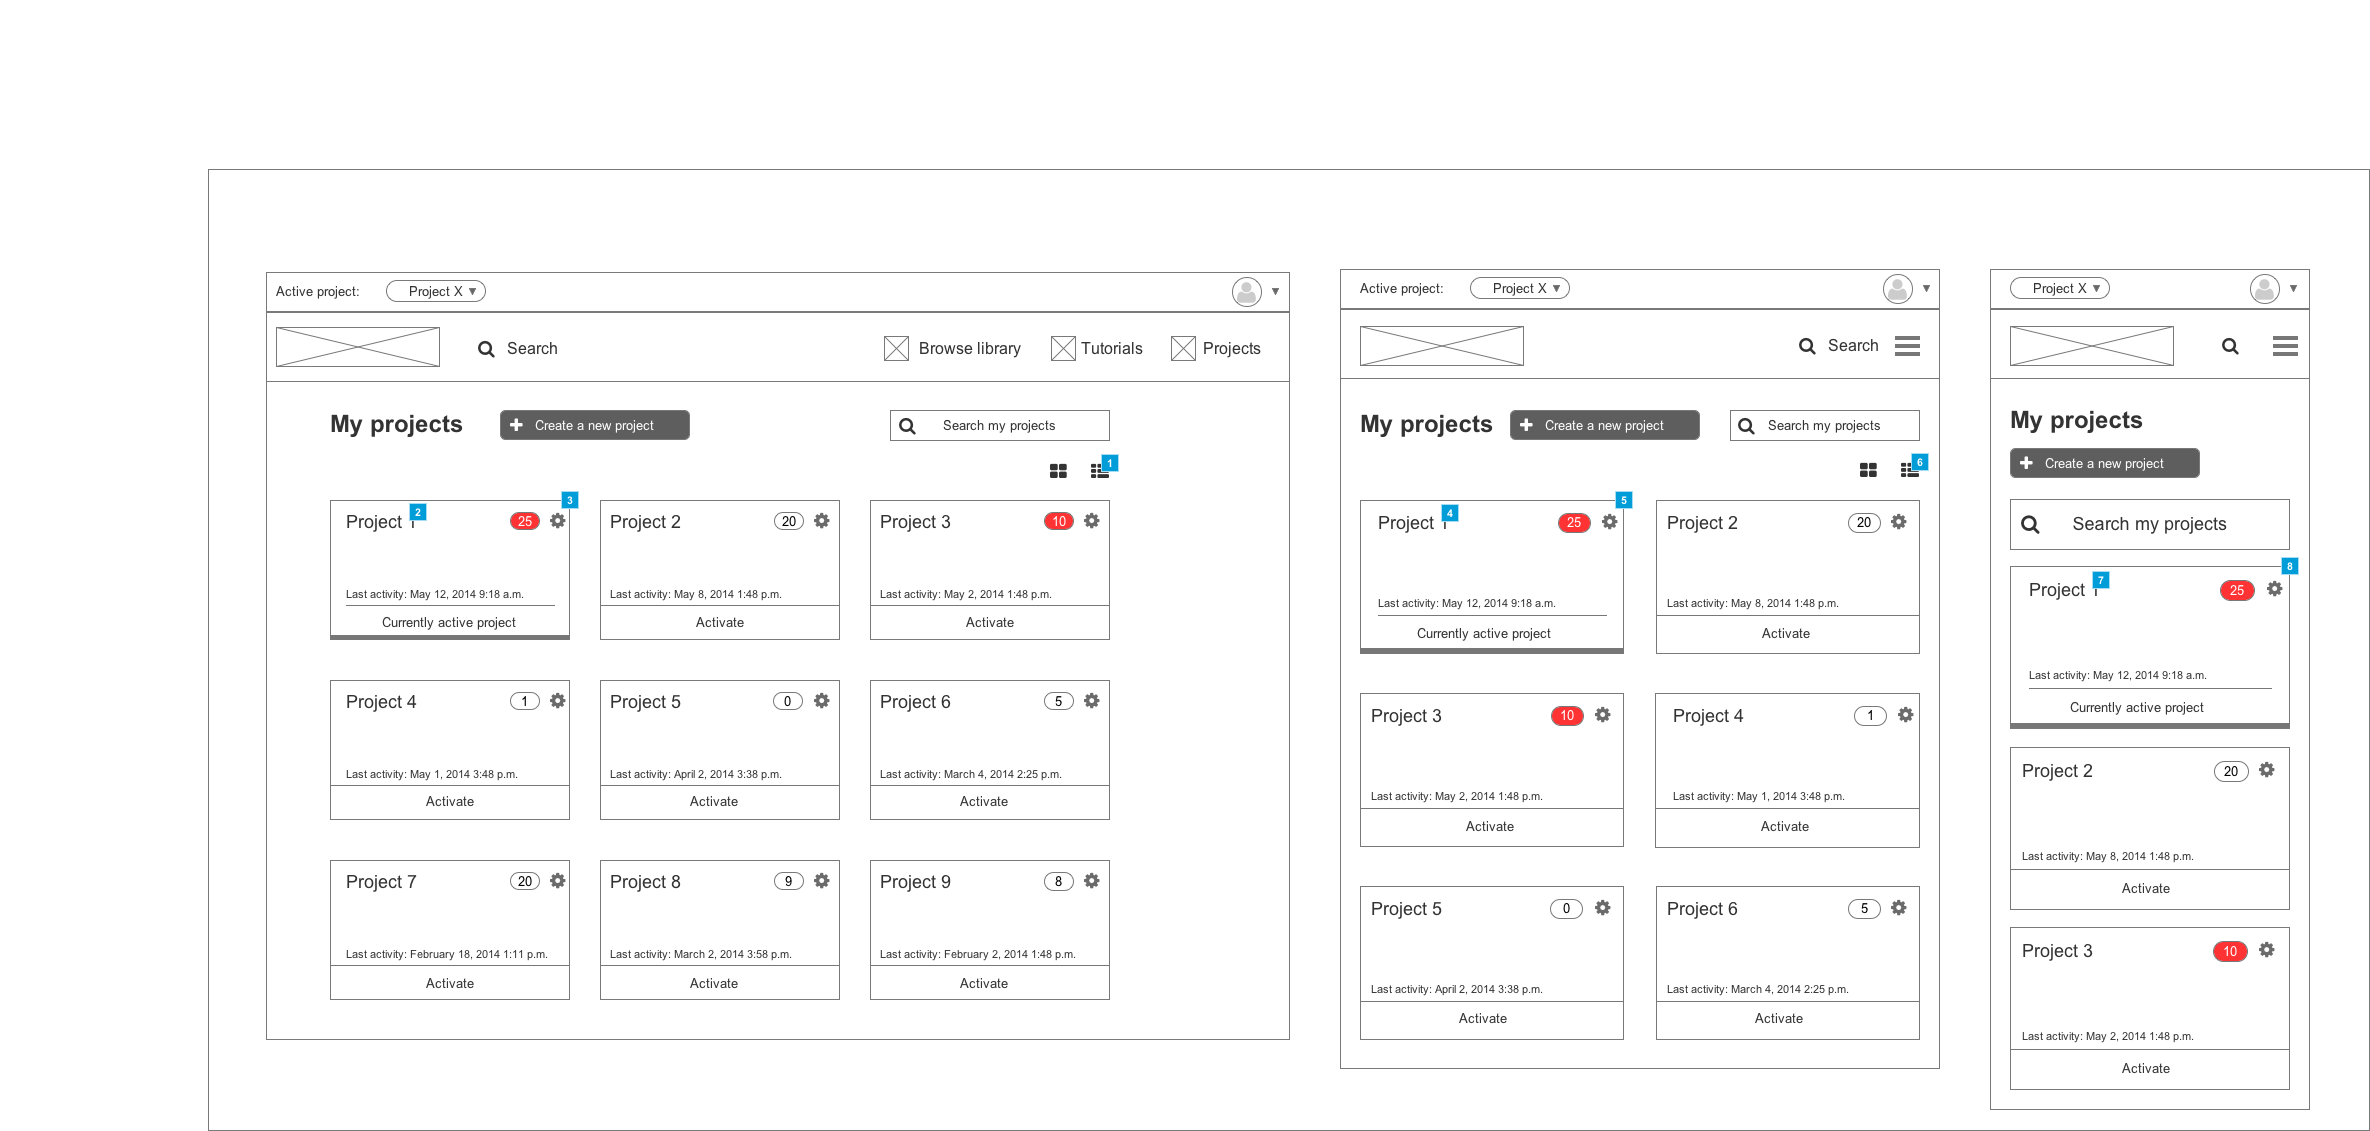 Active project:
Project X
Search
Browse library
Tutorials
Projects
My projects
Create a new project
Search my projects
1
2
3
Project
25
Project 2
20
Project 3
10
Last activity: May 12, 2014 9:18 a.m.
Last activity: May 8, 2014 1:48 p.m.
Last activity: May 2, 2014 1:48 p.m.
Currently active project
Activate
Activate
Project 4
1
Project 5
0
Project 6
5
Last activity: May 1, 2014 3:48 p.m.
Last activity: April 2, 2014 3:38 p.m.
Last activity: March 4, 2014 2:25 p.m.
Activate
Activate
Activate
Project 7
20
Project 8
9
Project 9
8
Last activity: February 18, 2014 1:11 p.m.
Last activity: March 2, 2014 3:58 p.m.
Last activity: February 2, 2014 1:48 p.m.
Activate
Activate
Activate
Active project:
Project X
Search
My projects
Create a new project
Search my projects
6
4
5
Project
25
Project 2
20
Last activity: May 12, 2014 9:18 a.m.
Last activity: May 8, 2014 1:48 p.m.
Currently active project
Activate
Project 3
10
Project 4
1
Last activity: May 2, 2014 1:48 p.m.
Last activity: May 1, 2014 3:48 p.m.
Activate
Activate
Project 5
0
Project 6
5
Last activity: April 2, 2014 3:38 p.m.
Last activity: March 4, 2014 2:25 p.m.
Activate
Activate
Project X
My projects
Create a new project
Search my projects
7
8
Project
25
Last activity: May 12, 2014 9:18 a.m.
Currently active project
Project 2
20
Last activity: May 8, 2014 1:48 p.m.
Activate
Project 3
10
Last activity: May 2, 2014 1:48 p.m.
Activate